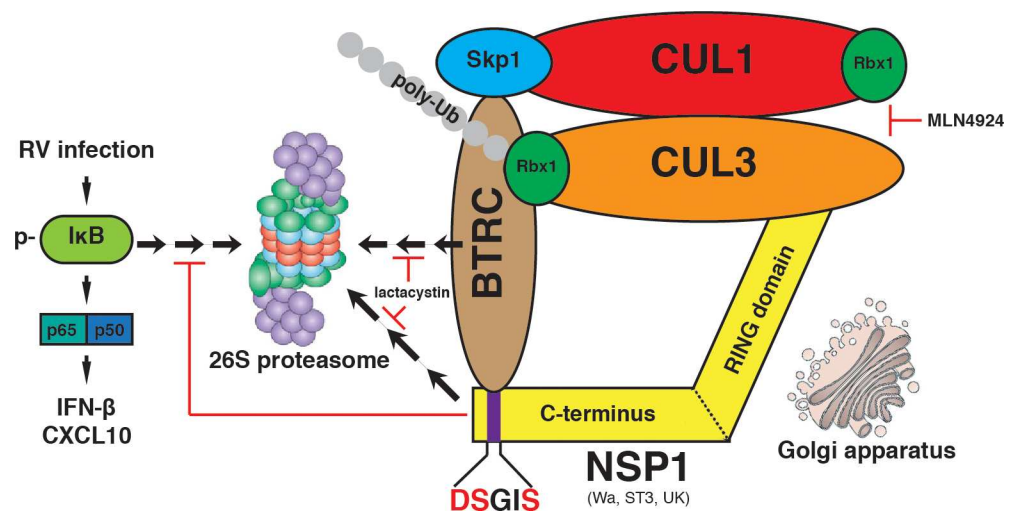 Skp1
CUL1
Rbx1
poly-Ub
MLN4924
RV infection
Rbx1
CUL3
p-
IκB
BTRC
lactacystin
RING domain
p65
p50
26S proteasome
IFN-β
CXCL10
C-terminus
Golgi apparatus
NSP1
(Wa, ST3, UK)
DSGIS